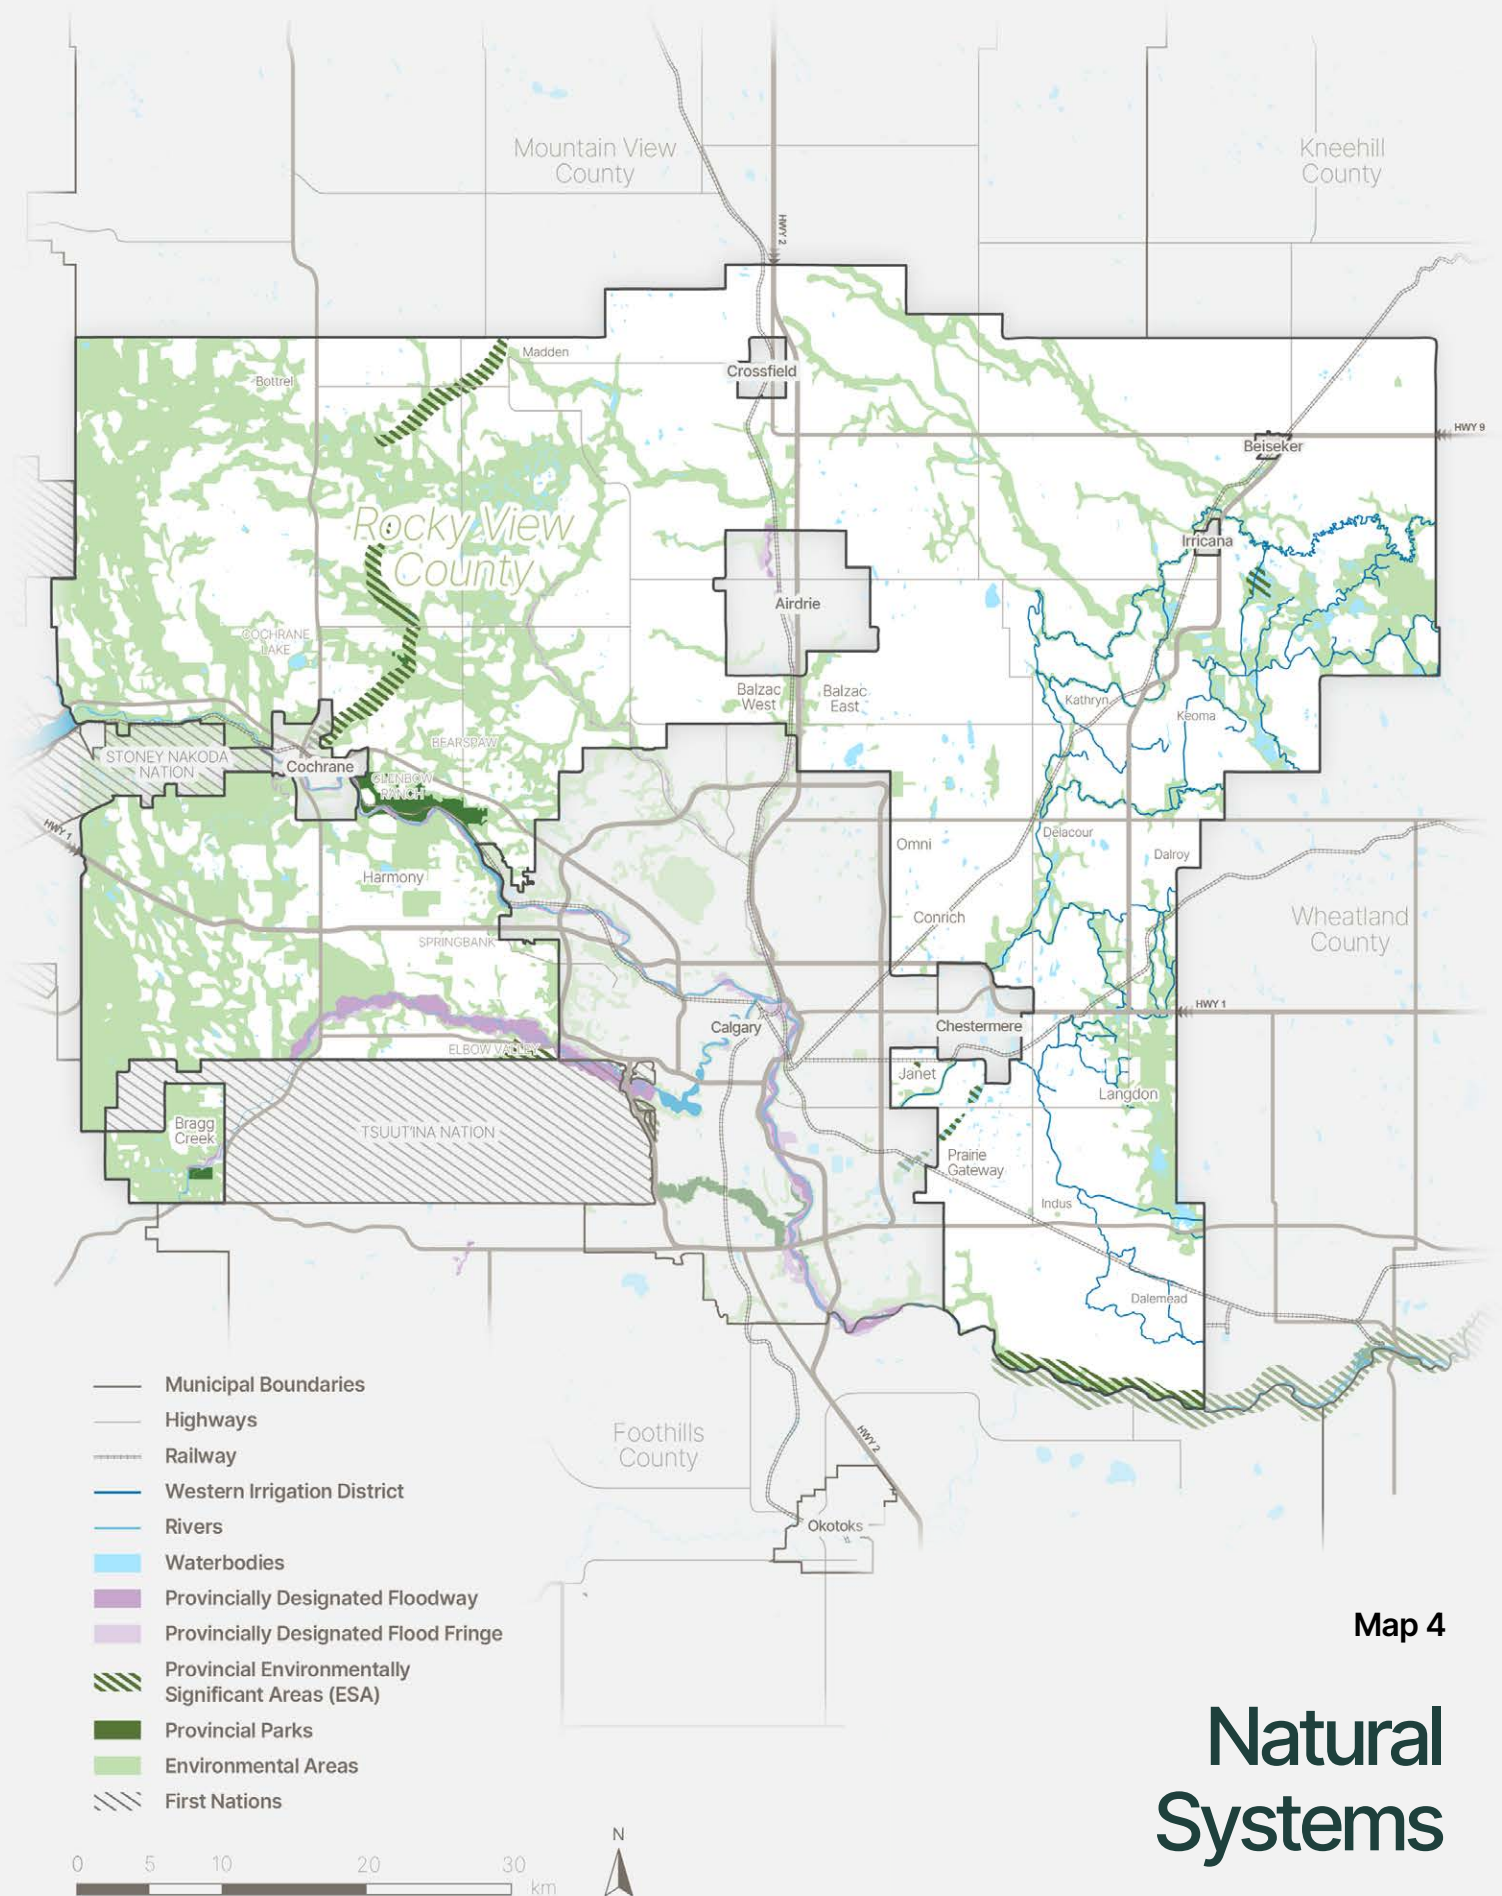 Mountain View
County
Kneehill
County
HWY 2
Madden
Bottrel
Crossfield
HWY 9
Beiseker
Rocky View
County
Irricana
Airdrie
COCHRANE
LAKE
Balzac
West
Balzac
East
Kathryn
Keoma
BEARSPAW
STONEY NAKODA
NATION
Cochrane
GLENBOW
RANCH
HWY 1
Omni
Delacour
Dalroy
Harmony
Conrich
Wheatland
County
SPRINGBANK
HWY 1
Calgary
Chestermere
ELBOW VALLEY
Janet
Langdon
Bragg
Creek
TSUUT'INA NATION
Prairie
Gateway
Indus
Dalemead
Foothills
County
HWY 2
Okotoks
Municipal Boundaries
Highways
Railway
Western Irrigation District
Rivers
Waterbodies
Provincially Designated Floodway
Provincially Designated Flood Fringe
Provincial Environmentally
Significant Areas (ESA)
Provincial Parks
Environmental Areas
First Nations
0 5 10 20 30
km
N
Map 4
Natural
Systems